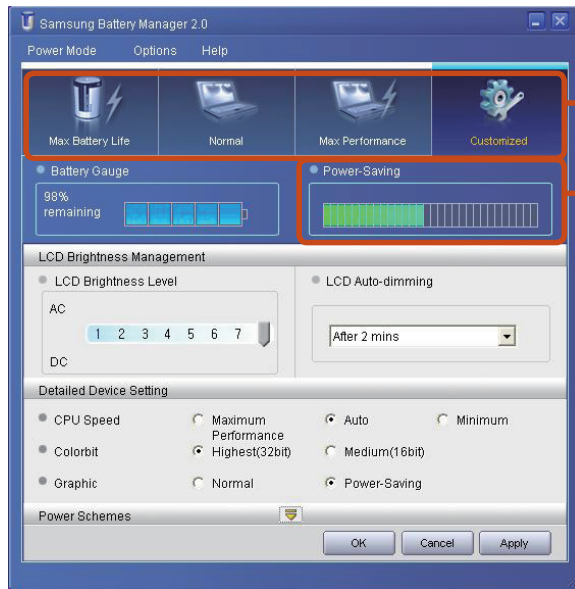 Samsung Battery Manager 2.0
Power Mode Options Help
Max Battery Life Normal Max Performance Customized
Battery Gauge
98%
remaining
Power-Saving
LCD Brightness Management
LCD Brightness Level
AC
1 2 3 4 5 6 7
DC
LCD Auto-dimming
After 2 mins
Detailed Device Setting
CPU Speed Maximum Performance Auto Minimum
Colorbit Highest(32bit) Medium(16bit)
Graphic Normal Power-Saving
Power Schemes
OK Cancel Apply